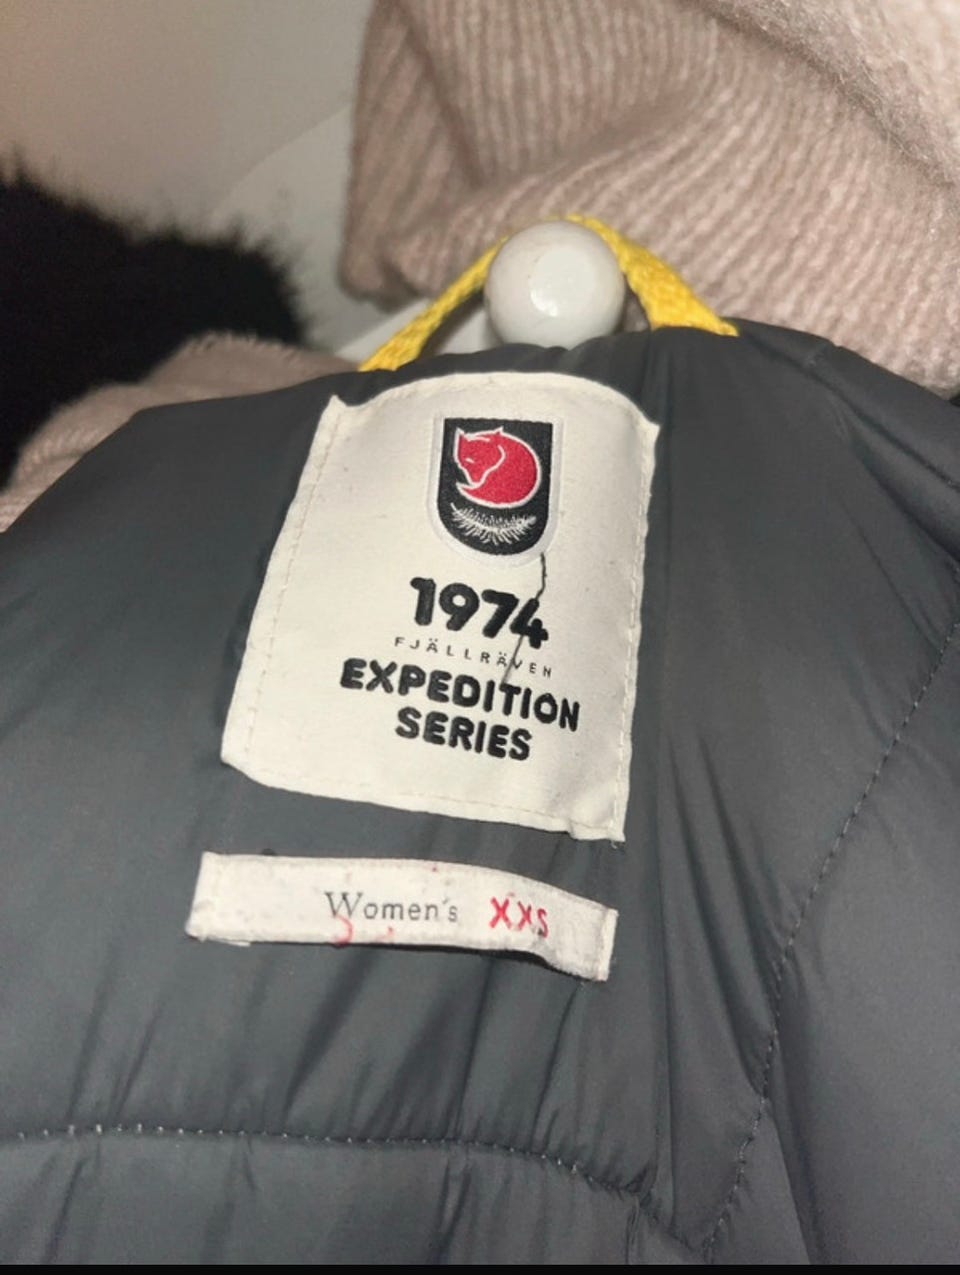 1974
FJÄLLRÄVEN
EXPEDITION
SERIES
Women's XXS